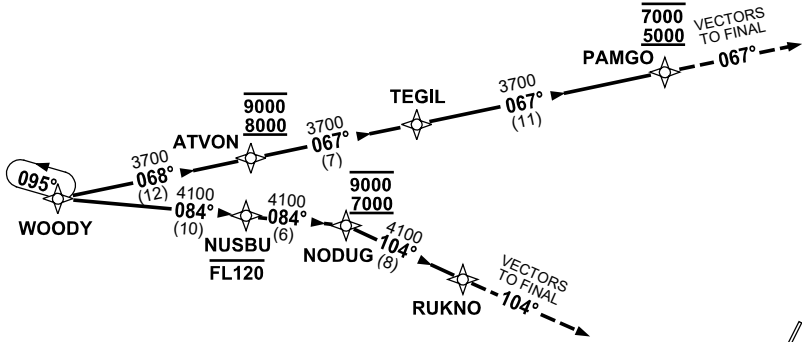 7000
5000
VECTORS
TO FINAL
PAMGO
067°
3700
067°
(11)
TEGIL
9000
8000
ATVON
3700
067°
(7)
3700
068°
(12)
095°
WOODY
4100
084°
(10)
NUSBU
FL120
4100
084°
(6)
9000
7000
NODUG
4100
104°
(8)
RUKNO
VECTORS
TO FINAL
104°